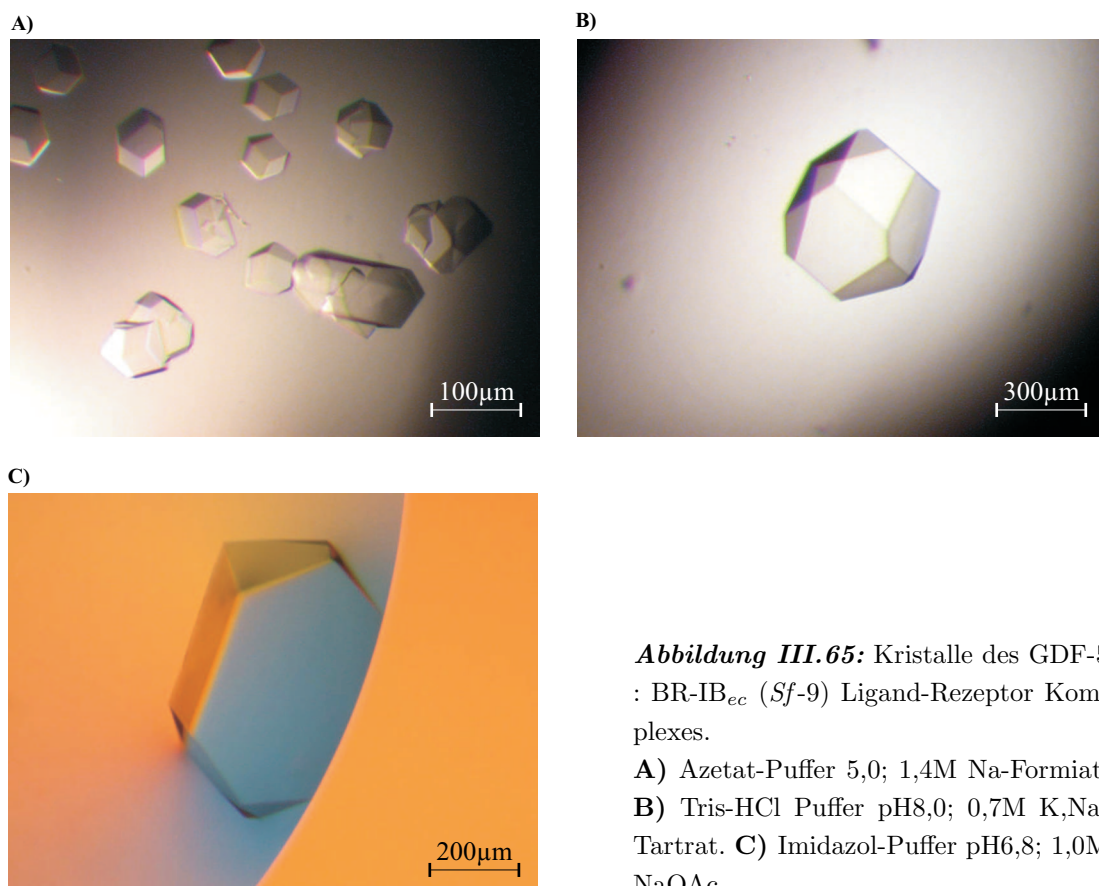 A)
B)
100µm
300µm
C)
200µm
Abbildung III.65: Kristalle des GDF-5
: BR-IBec (Sf-9) Ligand-Rezeptor Kom-
plexes.
A) Azetat-Puffer 5,0; 1,4M Na-Formiat
B) Tris-HCl Puffer pH8,0; 0,7M K,Na-
Tartrat. C) Imidazol-Puffer pH6,8; 1,0M
NaOAc